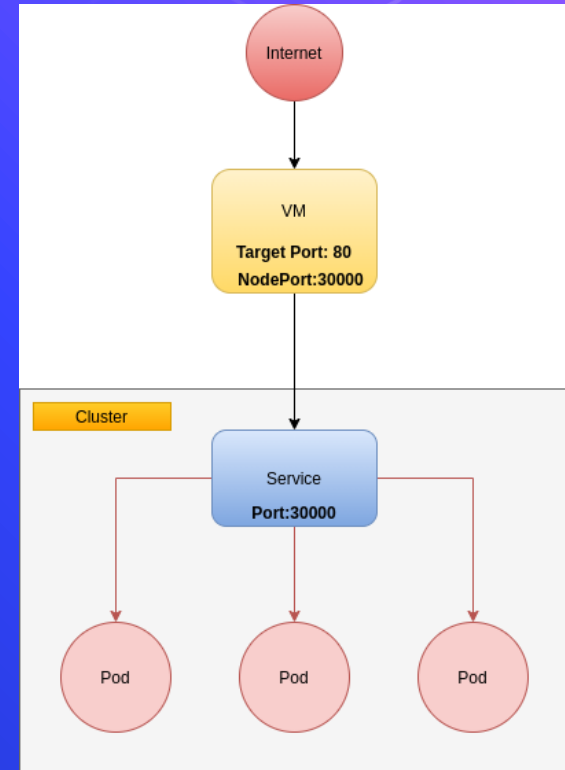 Internet
VM
Target Port: 80
NodePort:30000
Cluster
Service
Port:30000
Pod
Pod
Pod